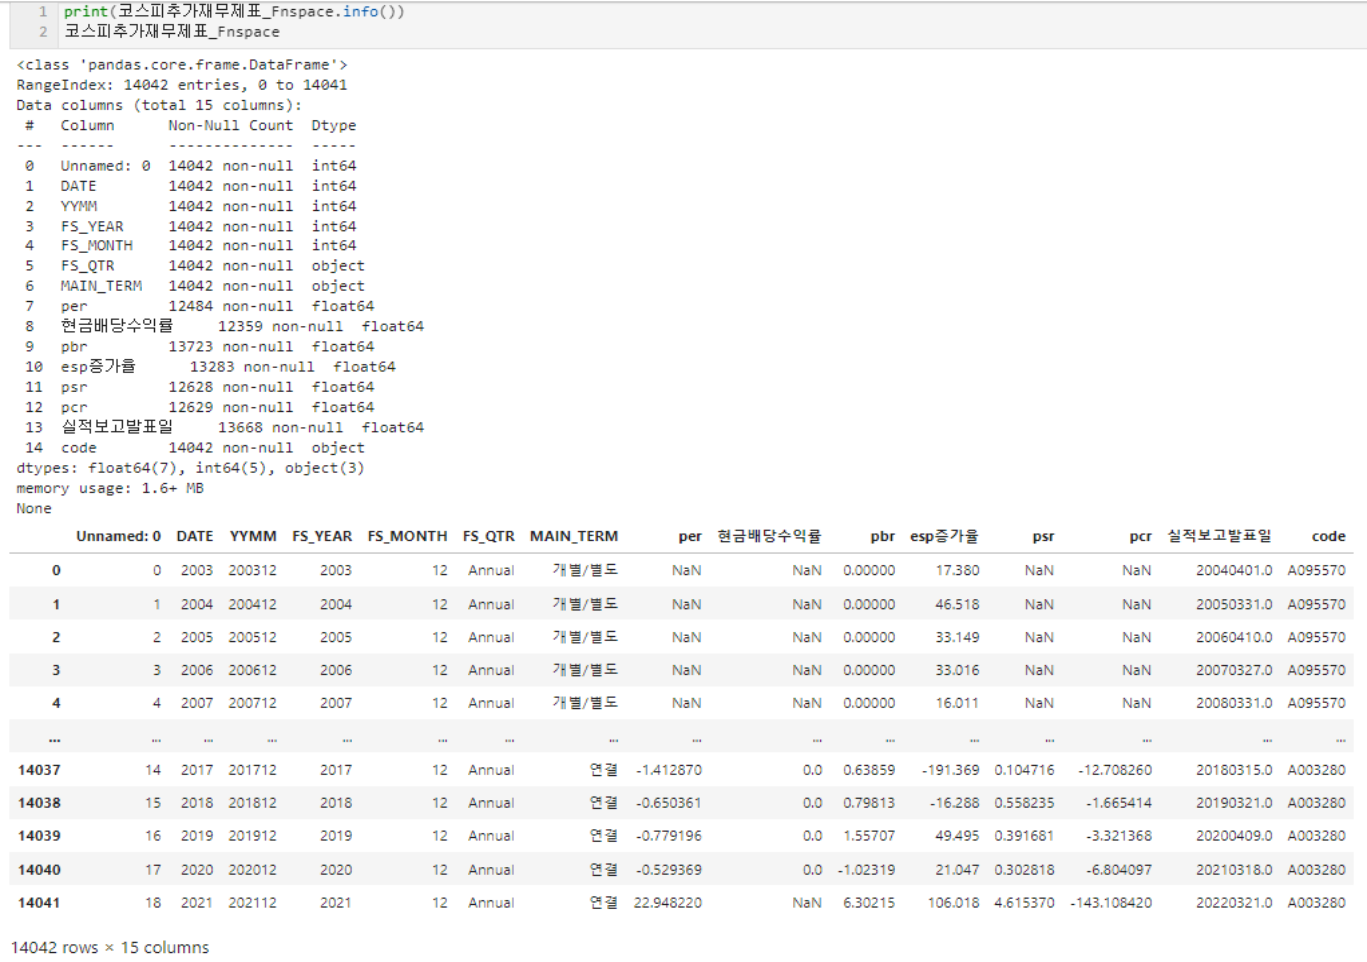 1 print(코스피추가재무제표_Fnspace.info())
2 코스피추가재무제표_Fnspace
<class 'pandas.core.frame.DataFrame'>
RangeIndex: 14042 entries, 0 to 14041
Data columns (total 15 columns):
# Column Non-Null Count Dtype
--- ------ -------------- -----
0 Unnamed: 0 14042 non-null int64
1 DATE 14042 non-null int64
2 YYMM 14042 non-null int64
3 FS_YEAR 14042 non-null int64
4 FS_MONTH 14042 non-null int64
5 FS_QTR 14042 non-null object
6 MAIN_TERM 14042 non-null object
7 per 12484 non-null float64
8 현금배당수익률 12359 non-null float64
9 pbr 13723 non-null float64
10 esp증가율 13283 non-null float64
11 psr 12628 non-null float64
12 pcr 12629 non-null float64
13 실적보고발표일 13668 non-null float64
14 code 14042 non-null object
dtypes: float64(7), int64(5), object(3)
memory usage: 1.6+ MB
None
Unnamed: 0 DATE YYMM FS_YEAR FS_MONTH FS_QTR MAIN_TERM per 현금배당수익률 pbr esp증가율 psr pcr 실적보고발표일 code
0 0 2003 200312 2003 12 Annual 개별/별도 NaN NaN 0.00000 17.380 NaN NaN 20040401.0 A095570
1 1 2004 200412 2004 12 Annual 개별/별도 NaN NaN 0.00000 46.518 NaN NaN 20050331.0 A095570
2 2 2005 200512 2005 12 Annual 개별/별도 NaN NaN 0.00000 33.149 NaN NaN 20060410.0 A095570
3 3 2006 200612 2006 12 Annual 개별/별도 NaN NaN 0.00000 33.016 NaN NaN 20070327.0 A095570
4 4 2007 200712 2007 12 Annual 개별/별도 NaN NaN 0.00000 16.011 NaN NaN 20080331.0 A095570
... ... ... ... ... ... ... ... ... ... ... ... ... ... ... ...
14037 14 2017 201712 2017 12 Annual 연결 -1.412870 0.0 0.63859 -191.369 0.104716 -12.708260 20180315.0 A003280
14038 15 2018 201812 2018 12 Annual 연결 -0.650361 0.0 0.79813 -16.288 0.558235 -1.665414 20190321.0 A003280
14039 16 2019 201912 2019 12 Annual 연결 -0.779196 0.0 1.55707 49.495 0.391681 -3.321368 20200409.0 A003280
14040 17 2020 202012 2020 12 Annual 연결 -0.529369 0.0 -1.02319 21.047 0.302818 -6.804097 20210318.0 A003280
14041 18 2021 202112 2021 12 Annual 연결 22.948220 NaN 6.30215 106.018 4.615370 -143.108420 20220321.0 A003280
14042 rows × 15 columns